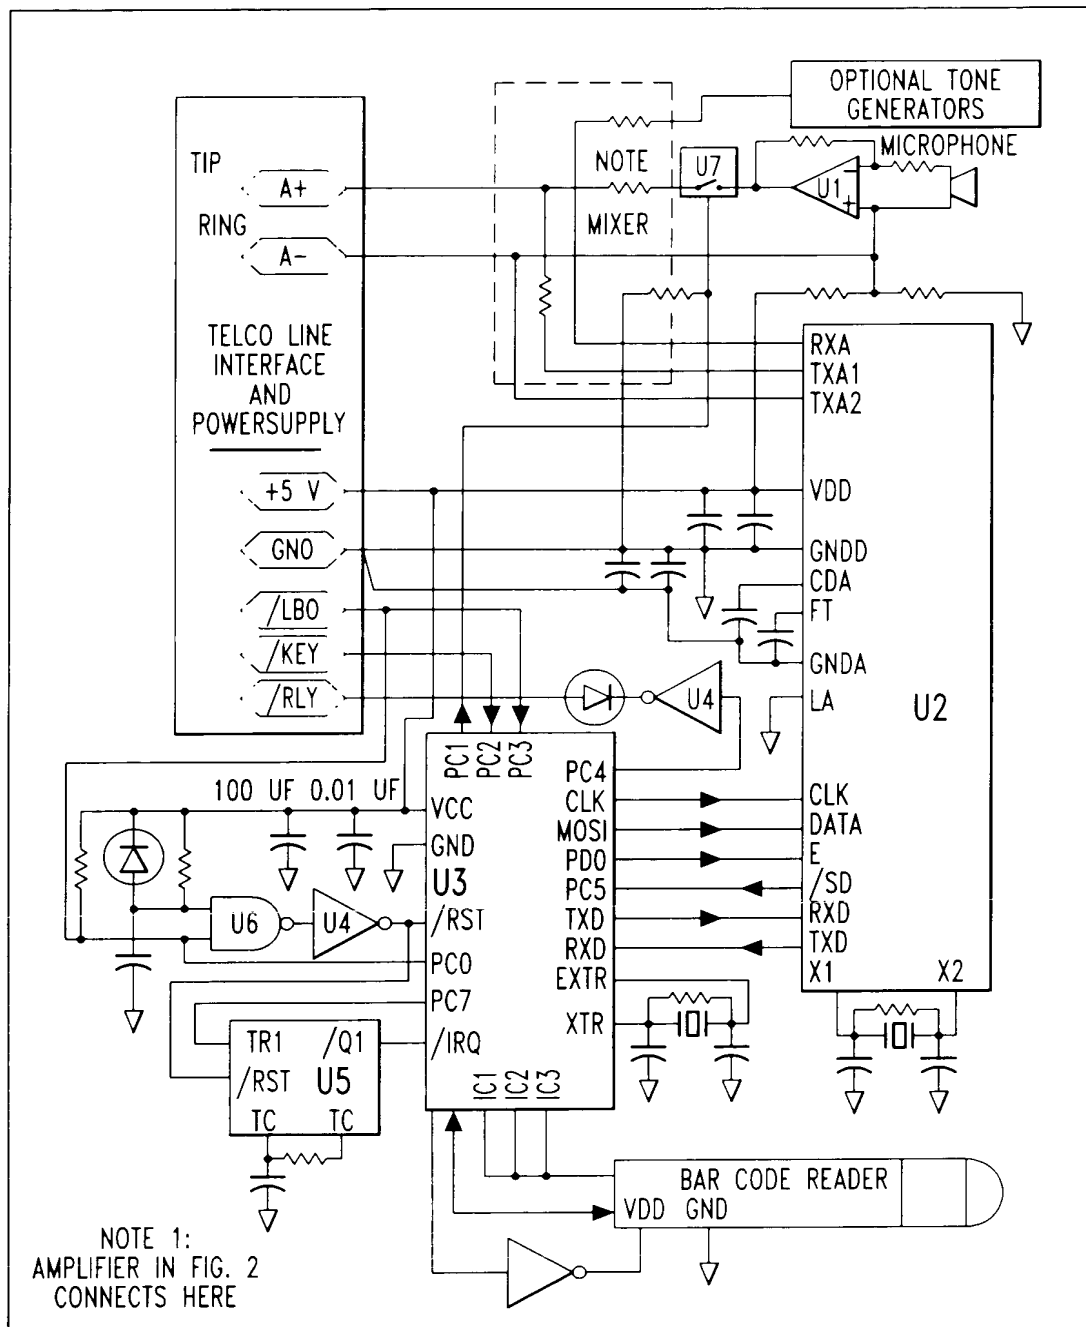 OPTIONAL TONE
GENERATORS
MICROPHONE
TIP
A+
NOTE
U7
U1
−
+
RING
A-
MIXER
TELCO LINE
INTERFACE
AND
POWERSUPPLY
RXA
TXA1
TXA2
+5 V
VDD
GNO
GNDD
CDA
/LBO
FT
/KEY
GNDA
/RLY
U4
LA
U2
PC1
PC2
PC3
PC4
100 UF 0.01 UF
VCC
CLK
CLK
GND
MOSI
DATA
U3
PD0
E
PC5
/SD
U6
U4
/RST
TXD
RXD
PC0
RXD
TXD
EXTR
X1
X2
PC7
XTR
TR1
/Q1
/IRQ
/RST
U5
IC1
IC2
IC3
TC
TC
BAR CODE READER
VDD GND
NOTE 1:
AMPLIFIER IN FIG. 2
CONNECTS HERE